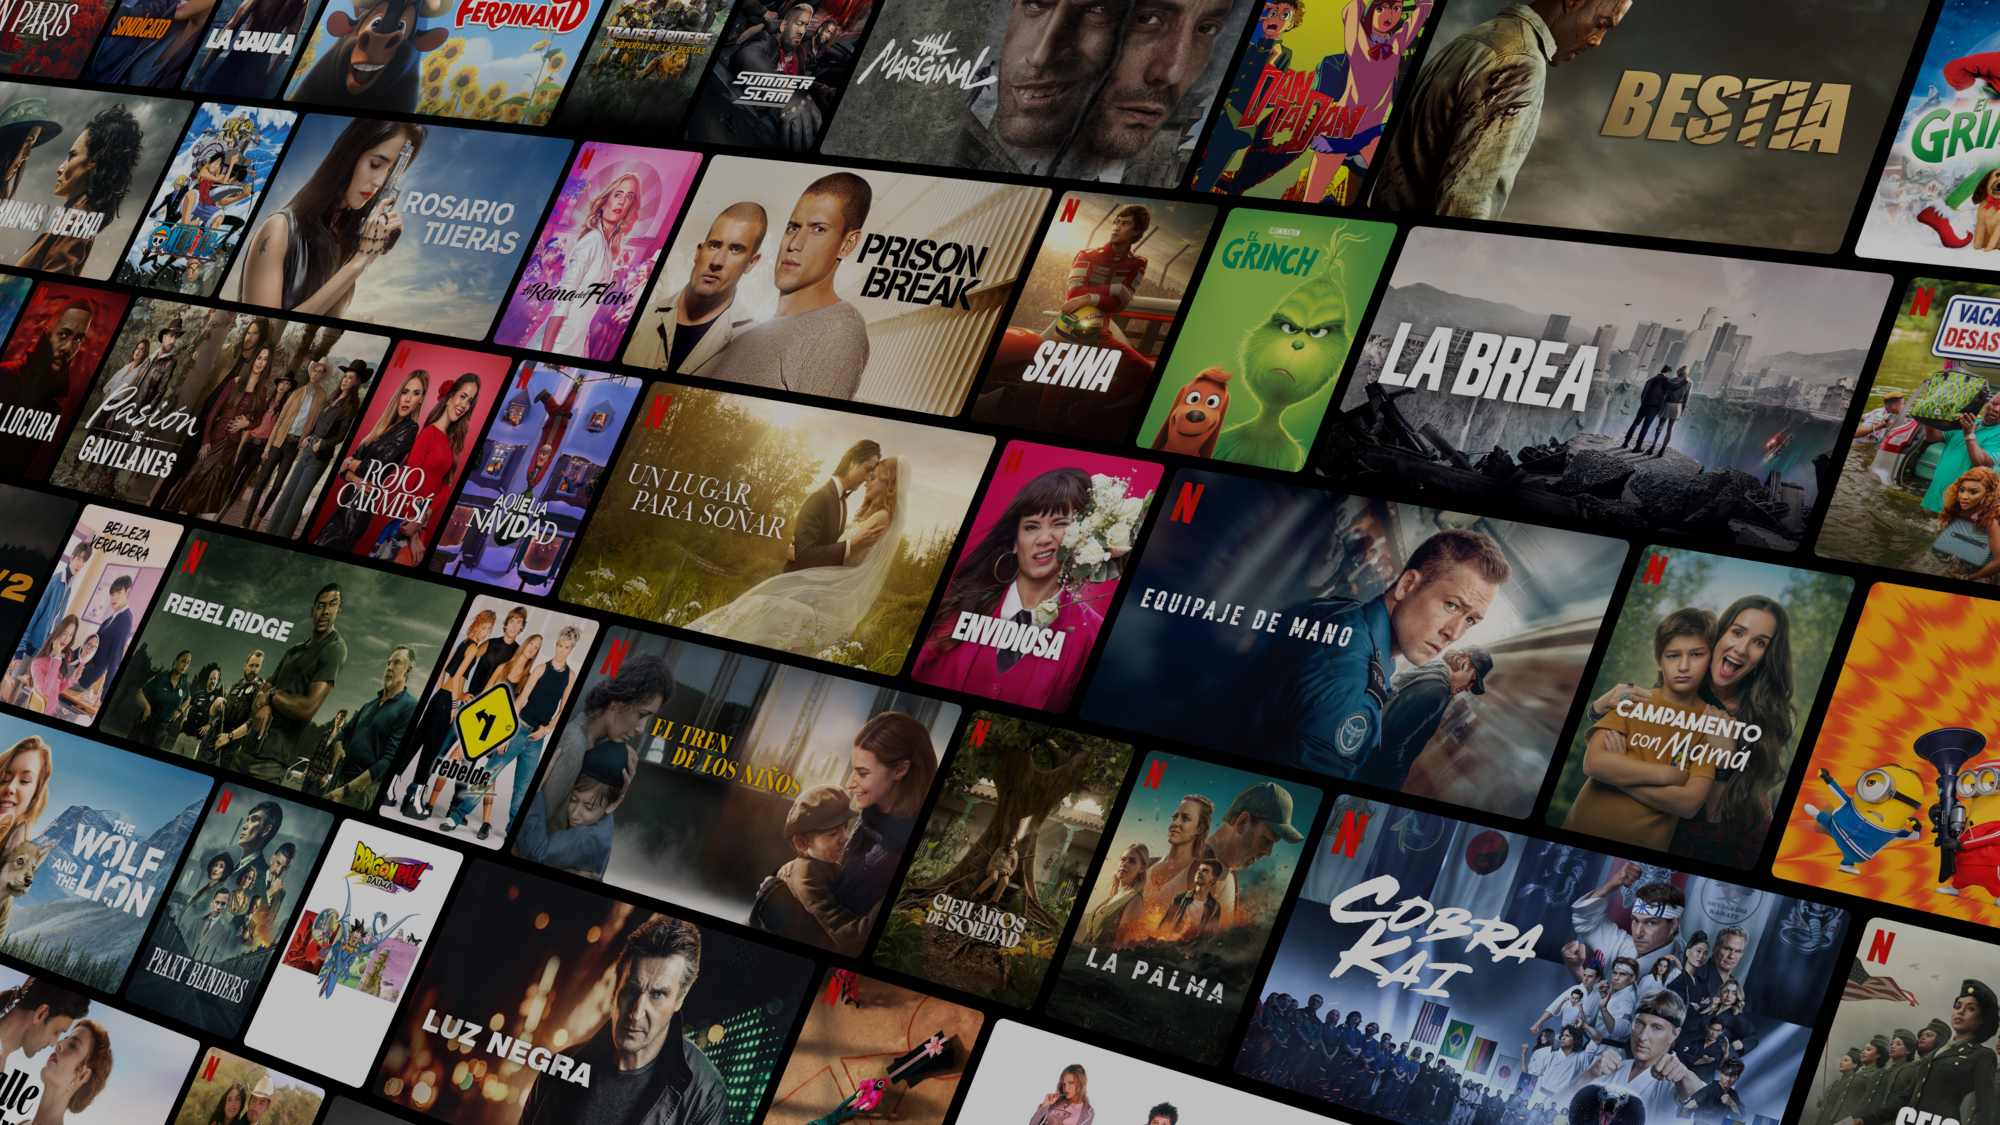 PARIS
SINDICATO
LA JAULA
FERDINAND
TRANSFORMERS
EL DESPERTAR DE LAS BESTIAS
SUMMER
SLAM
EL
MARGINAL
DAN
DA DAN
BESTIA
EL
GUERRO
ONE PIECE
ROSARIO
TIJERAS
N
La Reina del Flow
PRISON
BREAK
N
SENNA
ILLUMINATION
EL
GRINCH
LA BREA
N
VACA
DESAS
LOCURA
Pasión
DE
GAVILANES
N
ROJO
CARMESÍ
N
AQUELLA
NAVIDAD
N
UN LUGAR
PARA SOÑAR
N
ENVIDIOSA
N
EQUIPAJE DE MANO
N
CAMPAMENTO
con Mamá
2
BELLEZA
VERDADERA
N
REBEL RIDGE
rebelde
N
EL TREN
DE LOS NIÑOS
N
CIEN AÑOS
DE SOLEDAD
N
LA PALMA
N
COBRA
KAI
THE
WOLF
AND
THE LION
N
PEAKY BLINDERS
DRAGON BALL
DAIMA
LUZ NEGRA
N
N
N